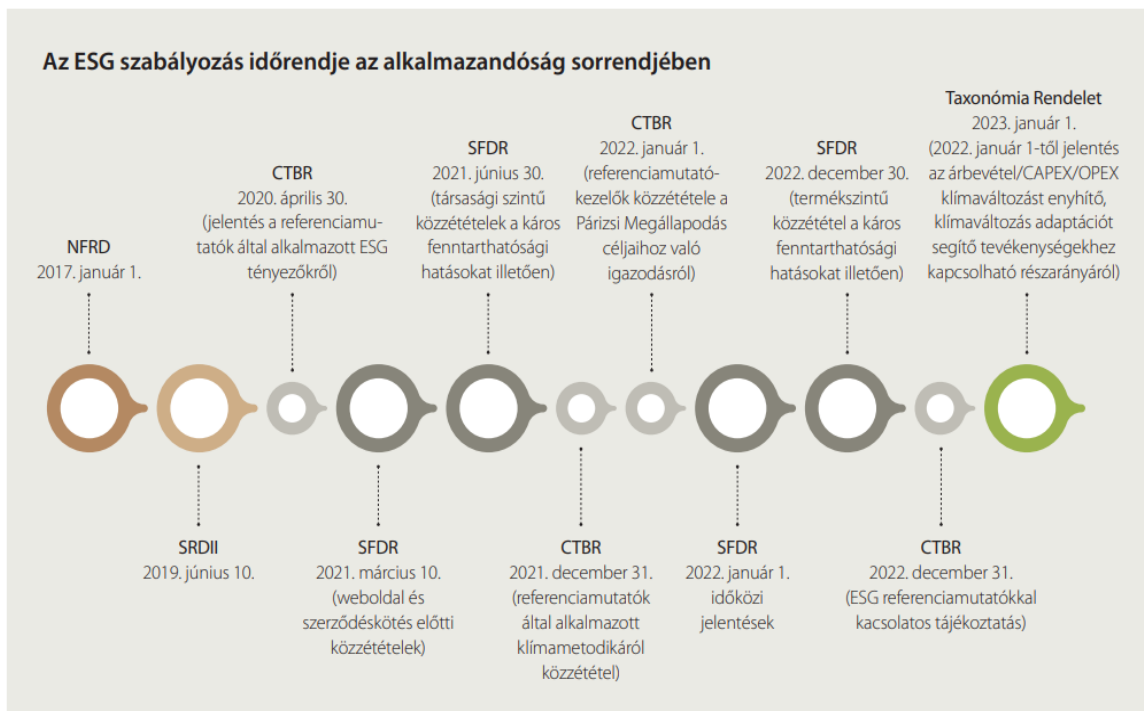 Az ESG szabályozás időrendje az alkalmazandóság sorrendjében
NFRD
2017. január 1.
SRDII
2019. június 10.
CTBR
2020. április 30.
(jelentés a referenciamu-
tatók által alkalmazott ESG
tényezőkről)
SFDR
2021. március 10.
(weboldal és
szerződéskötés előtti
közzétételek)
SFDR
2021. június 30.
(társasági szintű
közzétételek a káros
fenntarthatósági
hatásokat illetően)
CTBR
2021. december 31.
(referenciamutatók
által alkalmazott
klímametodikáról
közzététel)
CTBR
2022. január 1.
(referenciamutató-
kezelők közzététele a
Párizsi Megállapodás
céljaihoz való
igazodásról)
SFDR
2022. január 1.
időközi
jelentések
SFDR
2022. december 30.
(termékszintű
közzététel a káros
fenntarthatósági
hatásokat illetően)
CTBR
2022. december 31.
(ESG referenciamutatókkal
kacsolatos tájékoztatás)
Taxonómia Rendelet
2023. január 1.
(2022. január 1-től jelentés
az árbevétel/CAPEX/OPEX
klímaváltozást enyhítő,
klímaváltozás adaptációt
segítő tevékenységekhez
kapcsolható részarányáról)